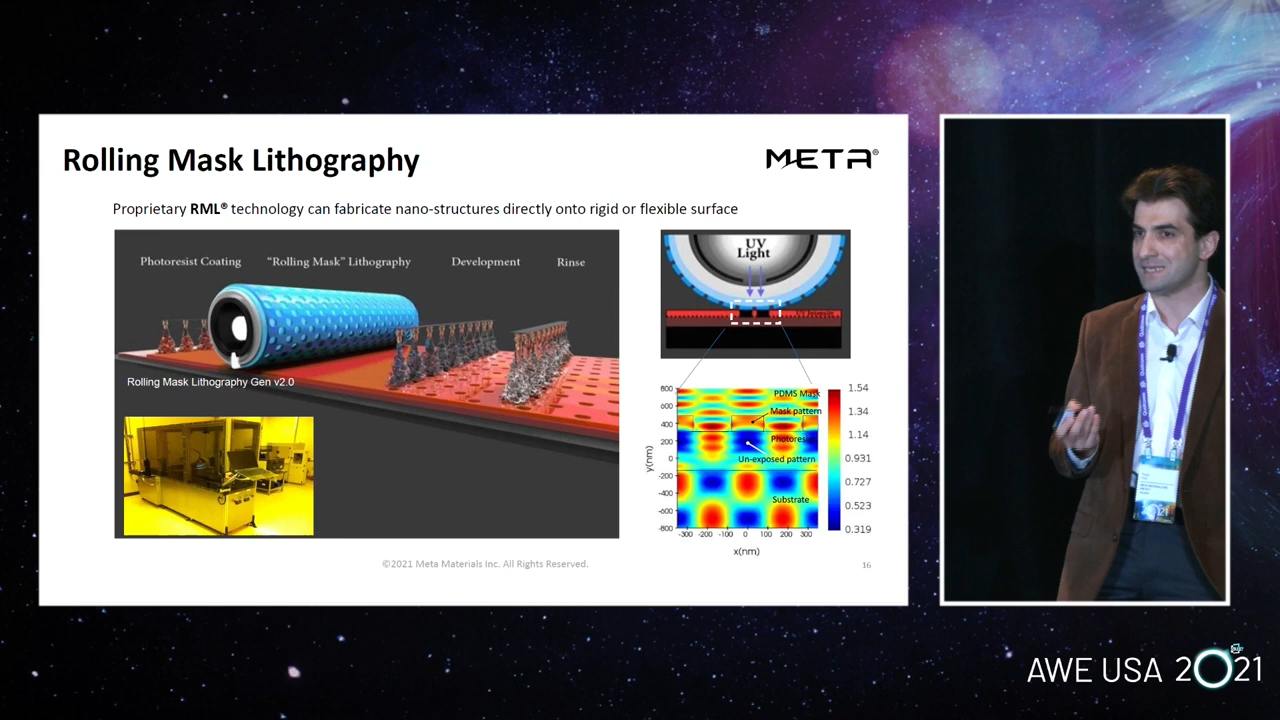 Rolling Mask Lithography
META®
Proprietary RML® technology can fabricate nano-structures directly onto rigid or flexible surface
Photoresist Coating
“Rolling Mask” Lithography
Development
Rinse
Rolling Mask Lithography Gen v2.0
UV
Light
PDMS Mask
Mask pattern
Un-exposed pattern
Substrate
800
600
400
200
0
-200
-400
-600
-800
y(nm)
-300 -200 -100 0 100 200 300
x(nm)
1.54
1.34
1.14
0.931
0.727
0.523
0.319
©2021 Meta Materials Inc. All Rights Reserved.
16
AWE USA 2021